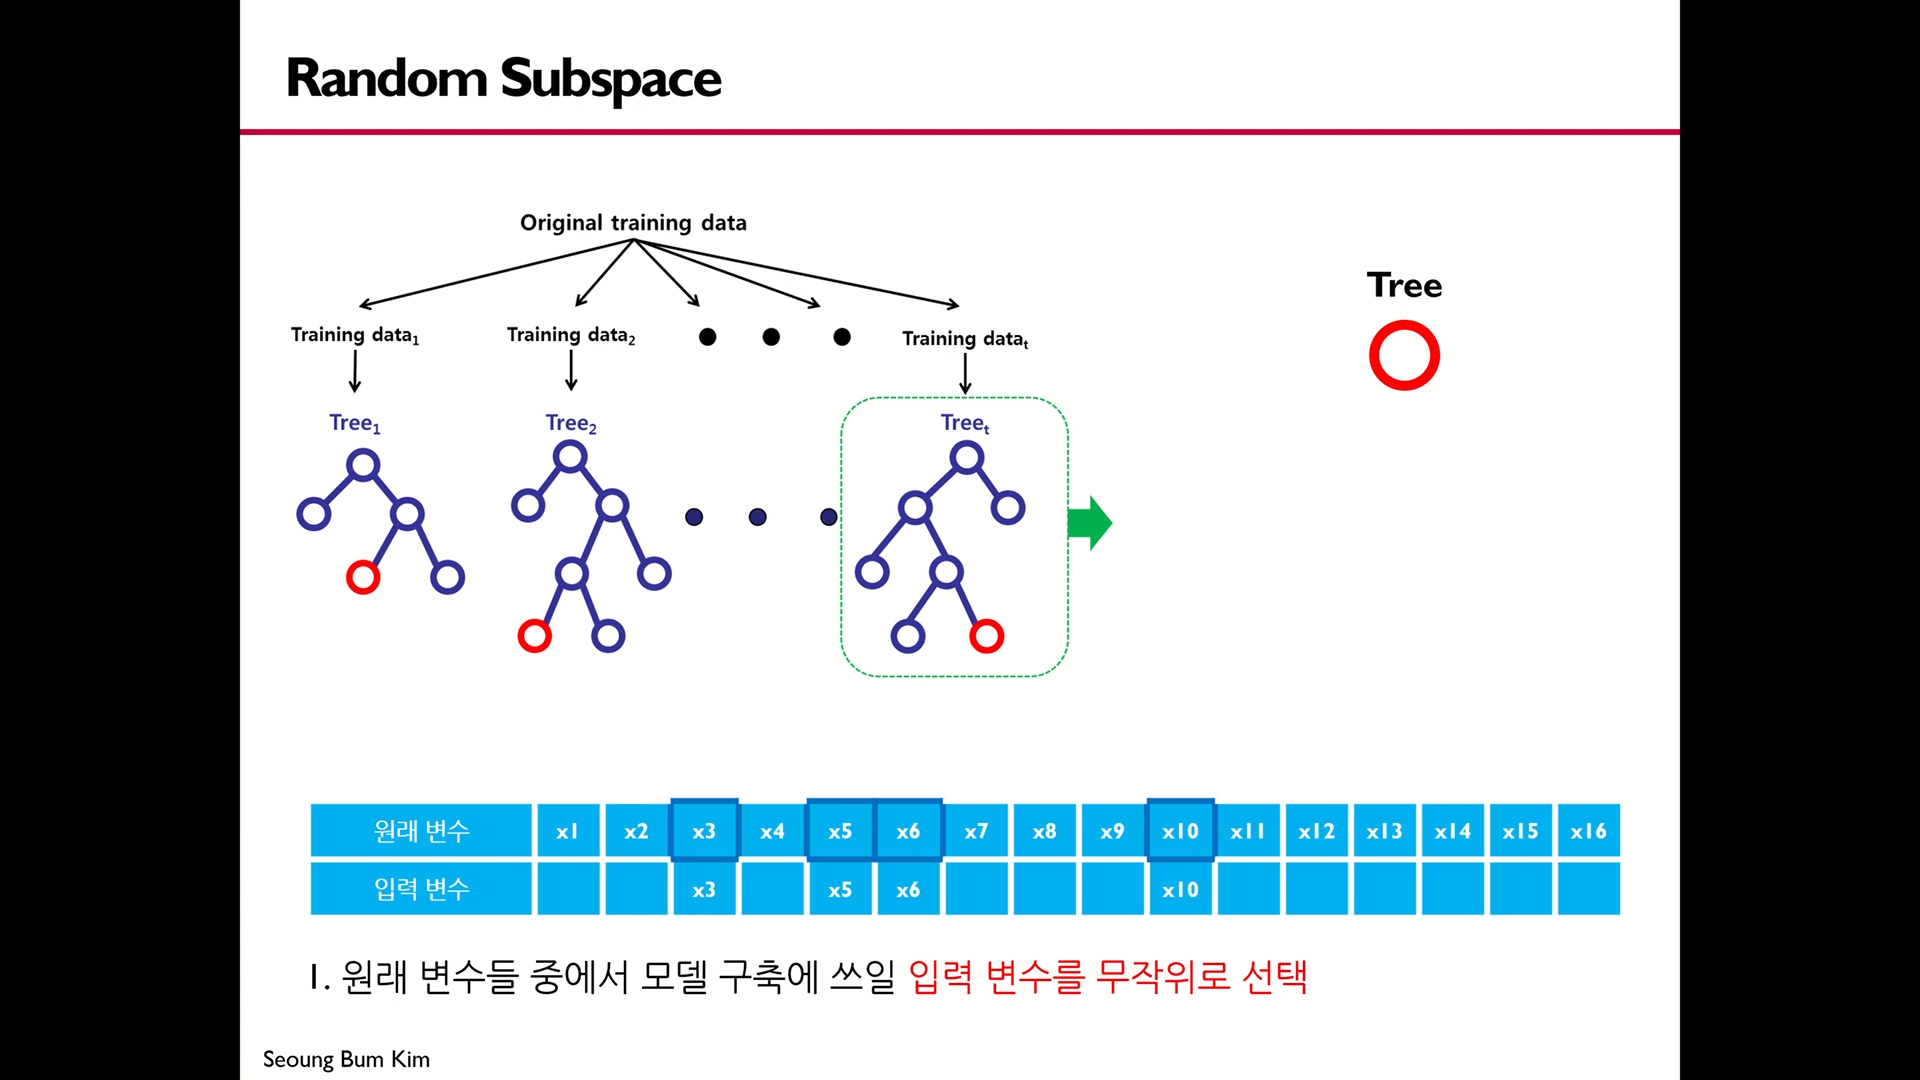 Random Subspace
Original training data
Training data1 Training data2 Training datat
Tree
Tree1 Tree2 Treet
원래 변수 x1 x2 x3 x4 x5 x6 x7 x8 x9 x10 x11 x12 x13 x14 x15 x16
입력 변수 x3 x5 x6 x10
1. 원래 변수들 중에서 모델 구축에 쓰일 입력 변수를 무작위로 선택
Seoung Bum Kim